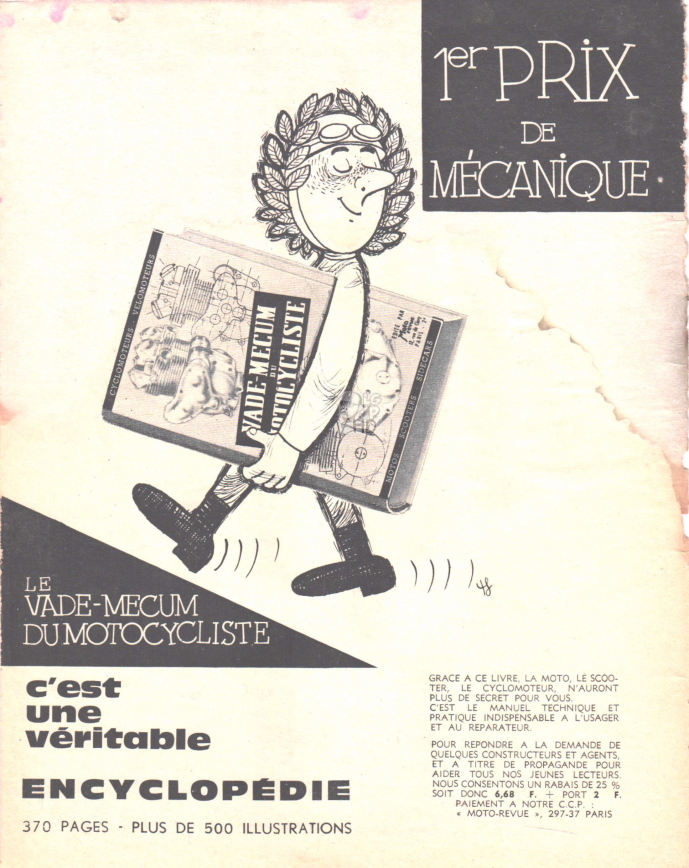 1er PRIX
DE
MÉCANIQUE
CYCLOMOTEURS VÉLOMOTEURS
VADE-MECUM
DU
MOTOCYCLISTE
PARIS - 2e
MOTOS SCOOTERS SIDECARS
LE
VADE-MECUM
DU MOTOCYCLISTE
c'est
une
véritable
ENCYCLOPÉDIE
370 PAGES - PLUS DE 500 ILLUSTRATIONS
GRACE A CE LIVRE, LA MOTO, LE SCOO-
TER, LE CYCLOMOTEUR, N'AURONT
PLUS DE SECRET POUR VOUS.
C'EST LE MANUEL TECHNIQUE ET
PRATIQUE INDISPENSABLE A L'USAGER
ET AU REPARATEUR.
POUR REPONDRE A LA DEMANDE DE
QUELQUES CONSTRUCTEURS ET AGENTS,
ET A TITRE DE PROPAGANDE POUR
AIDER TOUS NOS JEUNES LECTEURS.
NOUS CONSENTONS UN RABAIS DE 25 %
SOIT DONC 6,68 F. + PORT 2 F.
PAIEMENT A NOTRE C.C.P. :
« MOTO-REVUE », 297-37 PARIS